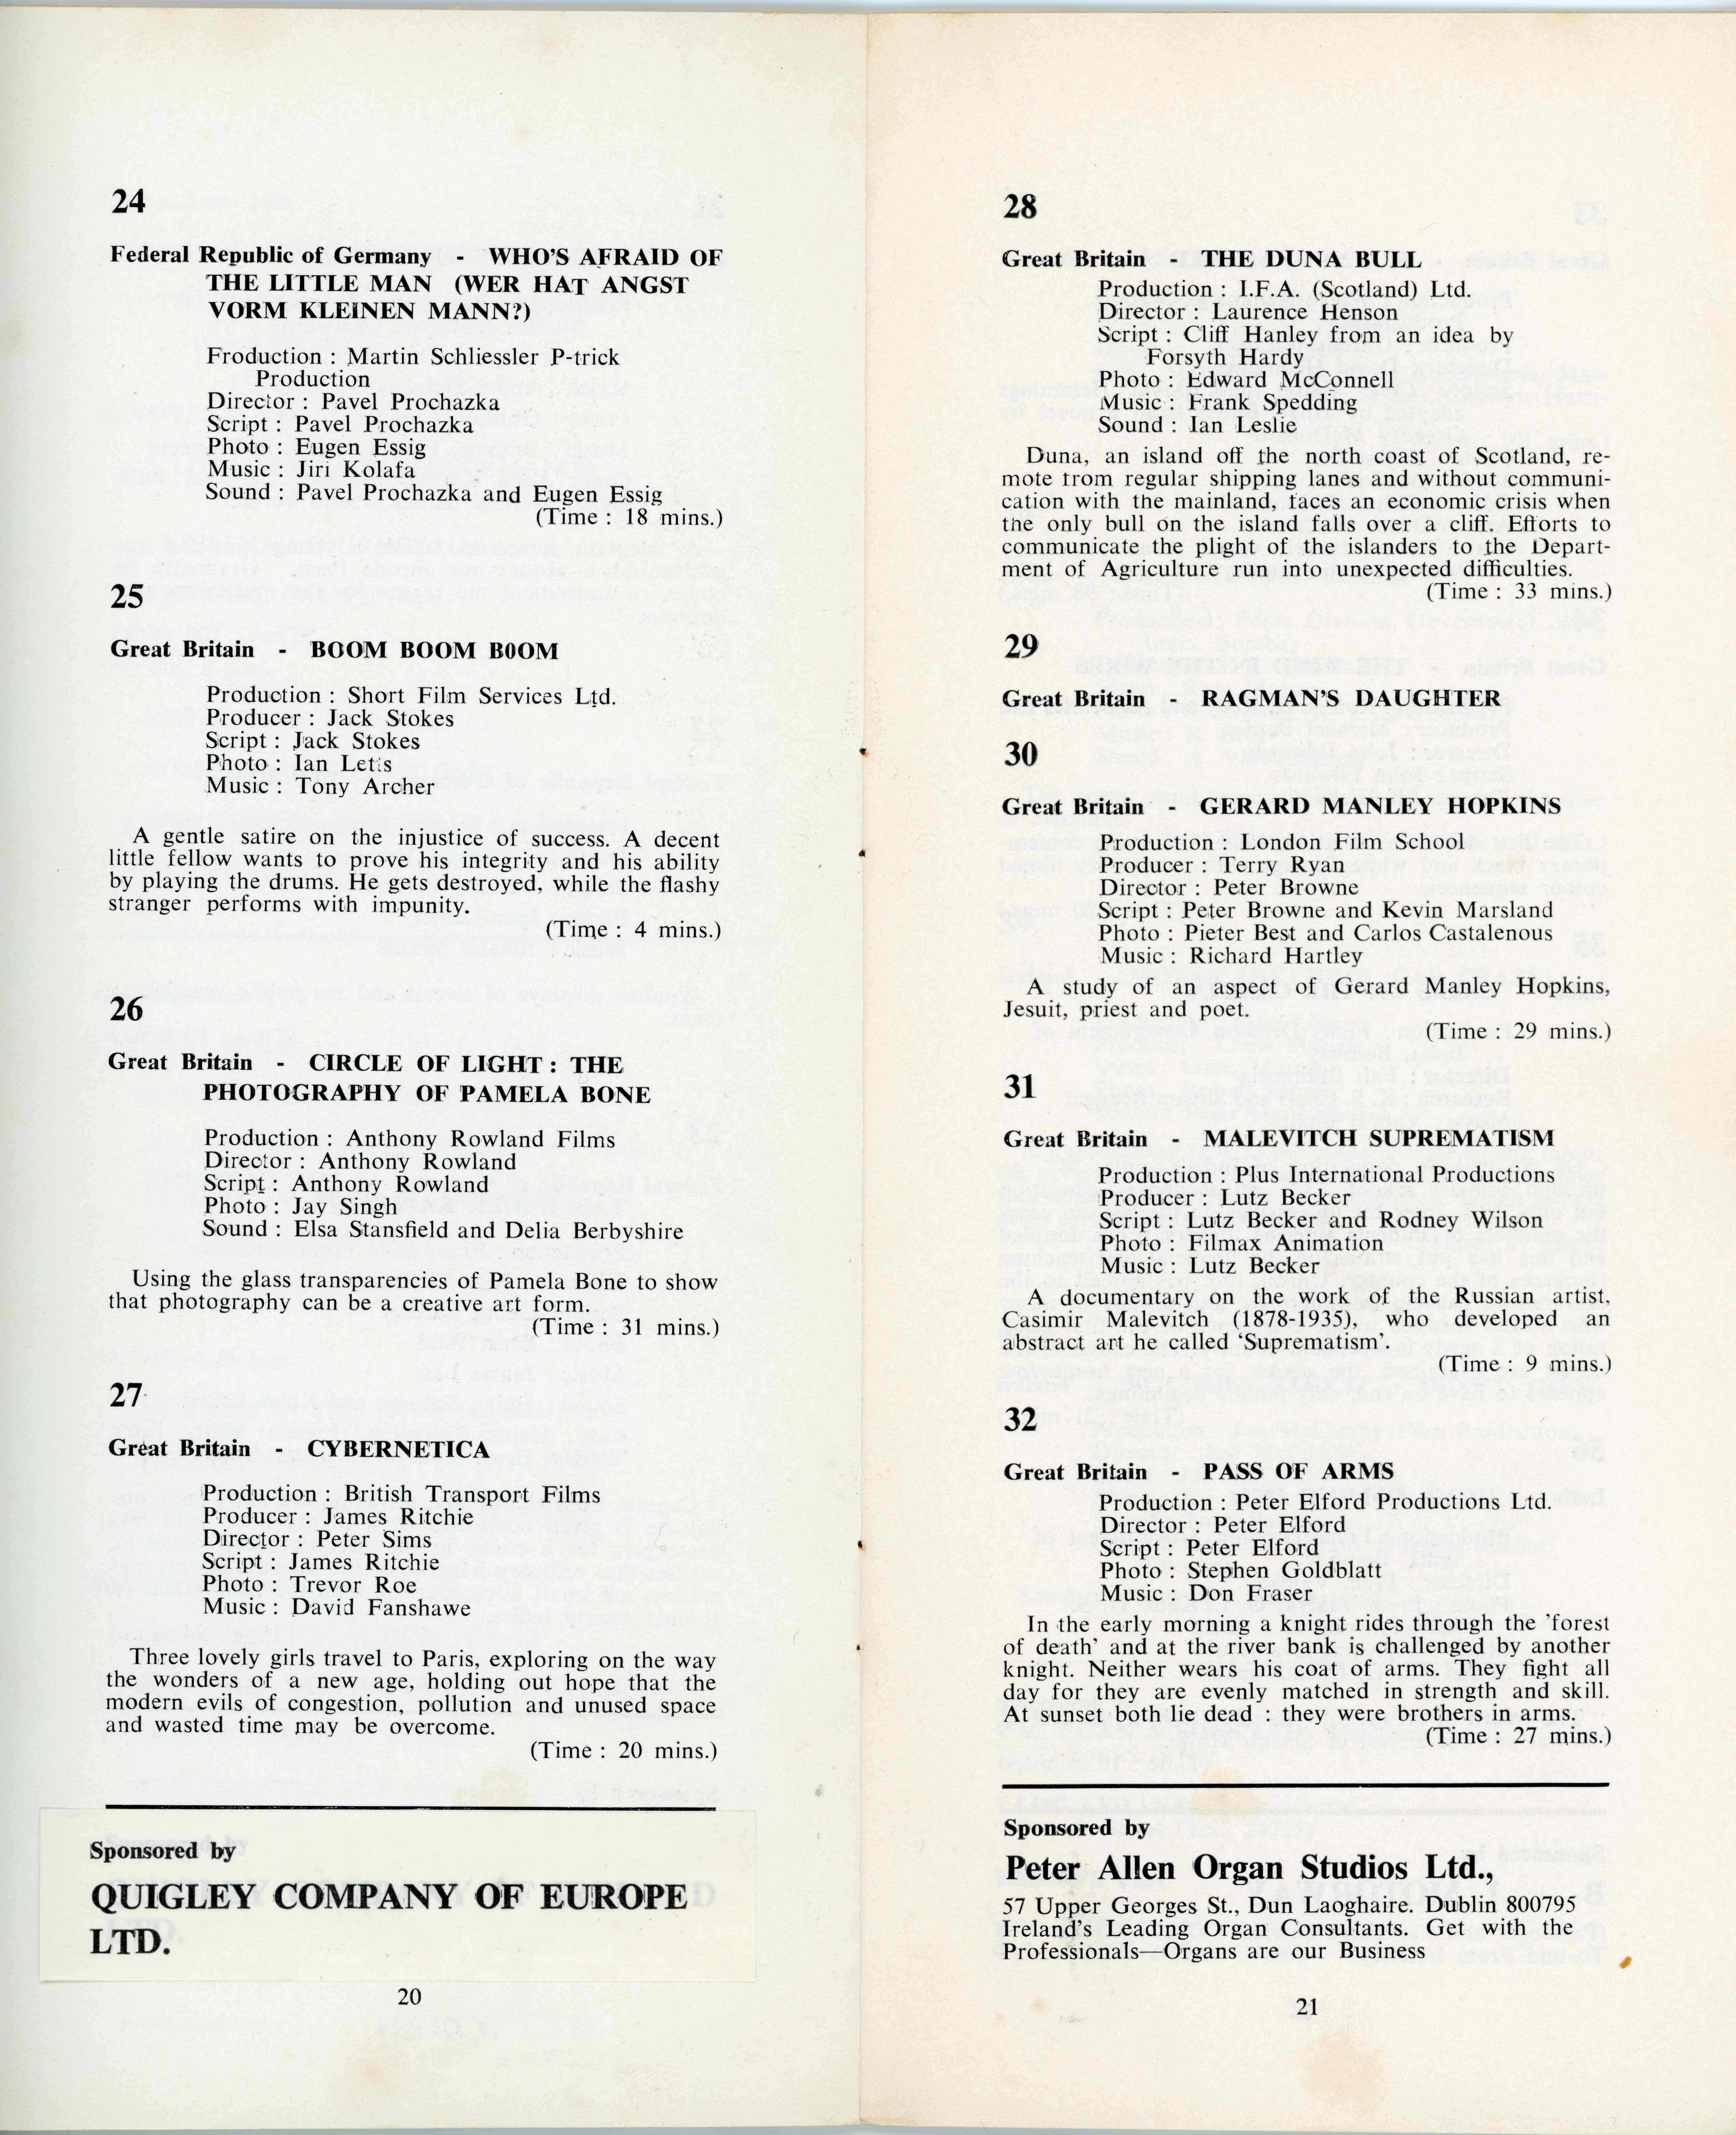 24
Federal Republic of Germany - WHO'S AFRAID OF
THE LITTLE MAN (WER HAT ANGST
VORM KLEINEN MANN?)
Froduction : Martin Schliessler P-trick
Production
Director : Pavel Prochazka
Script : Pavel Prochazka
Photo : Eugen Essig
Music : Jiri Kolafa
Sound : Pavel Prochazka and Eugen Essig
(Time : 18 mins.)
25
Great Britain - BOOM BOOM BOOM
Production : Short Film Services Ltd.
Producer : Jack Stokes
Script : Jack Stokes
Photo : Ian Letts
Music : Tony Archer
A gentle satire on the injustice of success. A decent
little fellow wants to prove his integrity and his ability
by playing the drums. He gets destroyed, while the flashy
stranger performs with impunity.
(Time : 4 mins.)
26
Great Britain - CIRCLE OF LIGHT : THE
PHOTOGRAPHY OF PAMELA BONE
Production : Anthony Rowland Films
Director : Anthony Rowland
Script : Anthony Rowland
Photo : Jay Singh
Sound : Elsa Stansfield and Delia Berbyshire
Using the glass transparencies of Pamela Bone to show
that photography can be a creative art form.
(Time : 31 mins.)
27
Great Britain - CYBERNETICA
Production : British Transport Films
Producer : James Ritchie
Director : Peter Sims
Script : James Ritchie
Photo : Trevor Roe
Music : David Fanshawe
Three lovely girls travel to Paris, exploring on the way
the wonders of a new age, holding out hope that the
modern evils of congestion, pollution and unused space
and wasted time may be overcome.
(Time : 20 mins.)
Sponsored by
QUIGLEY COMPANY OF EUROPE
LTD.
20
28
Great Britain - THE DUNA BULL
Production : I.F.A. (Scotland) Ltd.
Director : Laurence Henson
Script : Cliff Hanley from an idea by
Forsyth Hardy
Photo : Edward McConnell
Music : Frank Spedding
Sound : Ian Leslie
Duna, an island off the north coast of Scotland, re-
mote from regular shipping lanes and without communi-
cation with the mainland, faces an economic crisis when
the only bull on the island falls over a cliff. Efforts to
communicate the plight of the islanders to the Depart-
ment of Agriculture run into unexpected difficulties.
(Time : 33 mins.)
29
Great Britain - RAGMAN'S DAUGHTER
30
Great Britain - GERARD MANLEY HOPKINS
Production : London Film School
Producer : Terry Ryan
Director : Peter Browne
Script : Peter Browne and Kevin Marsland
Photo : Pieter Best and Carlos Castalenous
Music : Richard Hartley
A study of an aspect of Gerard Manley Hopkins,
Jesuit, priest and poet.
(Time : 29 mins.)
31
Great Britain - MALEVITCH SUPREMATISM
Production : Plus International Productions
Producer : Lutz Becker
Script : Lutz Becker and Rodney Wilson
Photo : Filmax Animation
Music : Lutz Becker
A documentary on the work of the Russian artist,
Casimir Malevitch (1878-1935), who developed an
abstract art he called 'Suprematism'.
(Time : 9 mins.)
32
Great Britain - PASS OF ARMS
Production : Peter Elford Productions Ltd.
Director : Peter Elford
Script : Peter Elford
Photo : Stephen Goldblatt
Music : Don Fraser
In the early morning a knight rides through the 'forest
of death' and at the river bank is challenged by another
knight. Neither wears his coat of arms. They fight all
day for they are evenly matched in strength and skill.
At sunset both lie dead : they were brothers in arms.
(Time : 27 mins.)
Sponsored by
Peter Allen Organ Studios Ltd.,
57 Upper Georges St., Dun Laoghaire. Dublin 800795
Ireland's Leading Organ Consultants. Get with the
Professionals—Organs are our Business
21